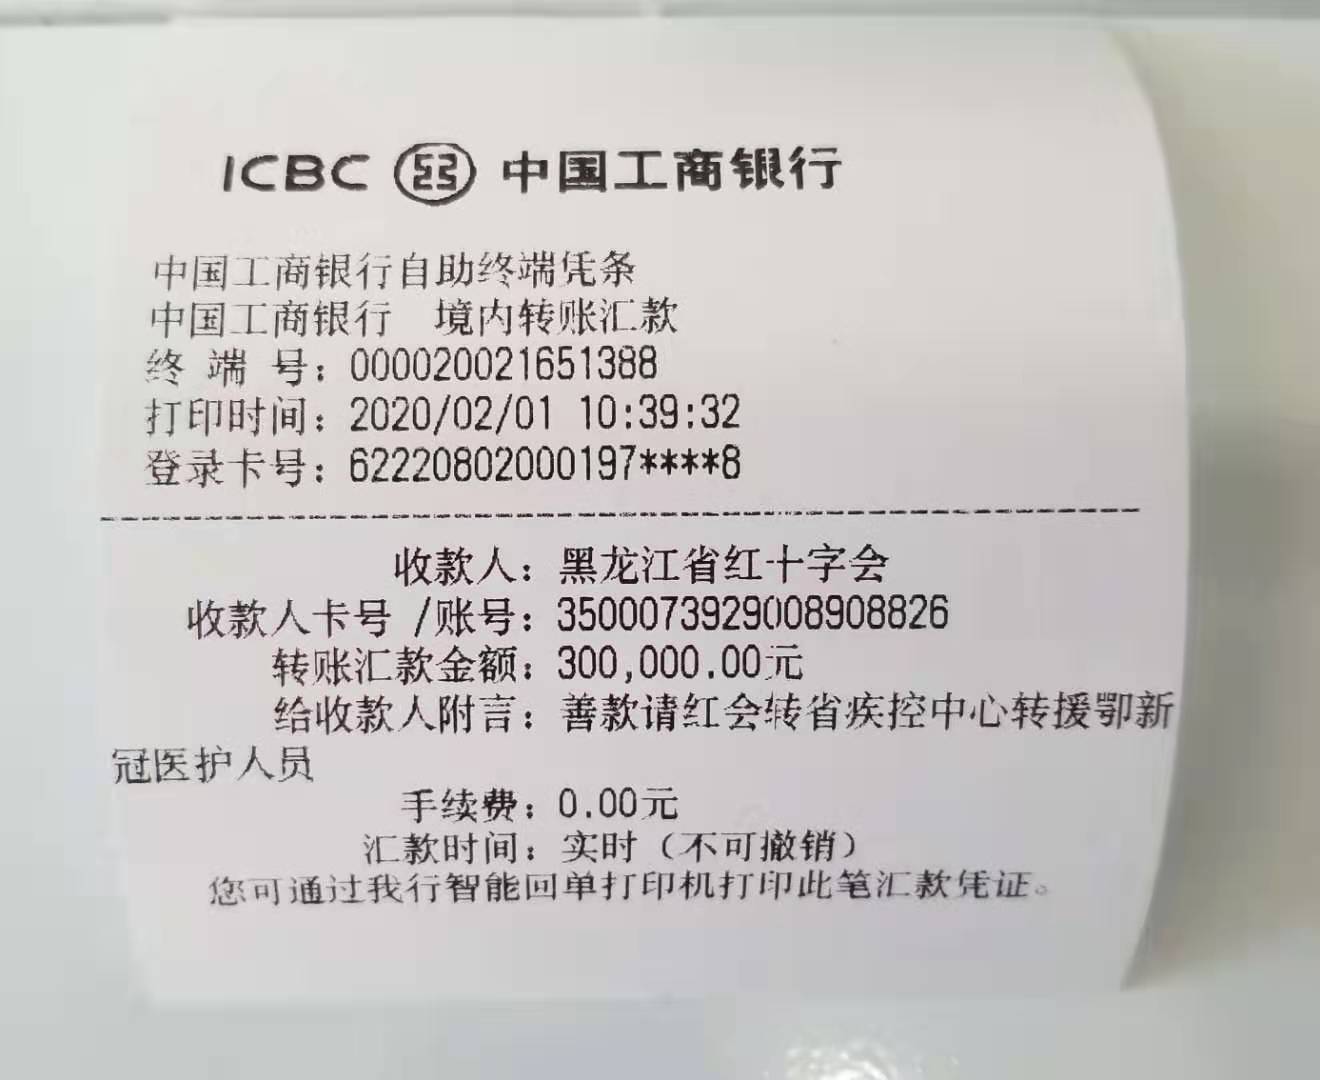 ICBC 中国工商银行
中国工商银行自助终端凭条
中国工商银行 境内转账汇款
终 端 号：000020021651388
打印时间：2020/02/01 10:39:32
登录卡号：62220802000197****8
收款人：黑龙江省红十字会
收款人卡号 /账号：3500073929008908826
转账汇款金额：300,000.00元
给收款人附言：善款请红会转省疾控中心转援鄂新
冠医护人员
手续费：0.00元
汇款时间：实时（不可撤销）
您可通过我行智能回单打印机打印此笔汇款凭证。